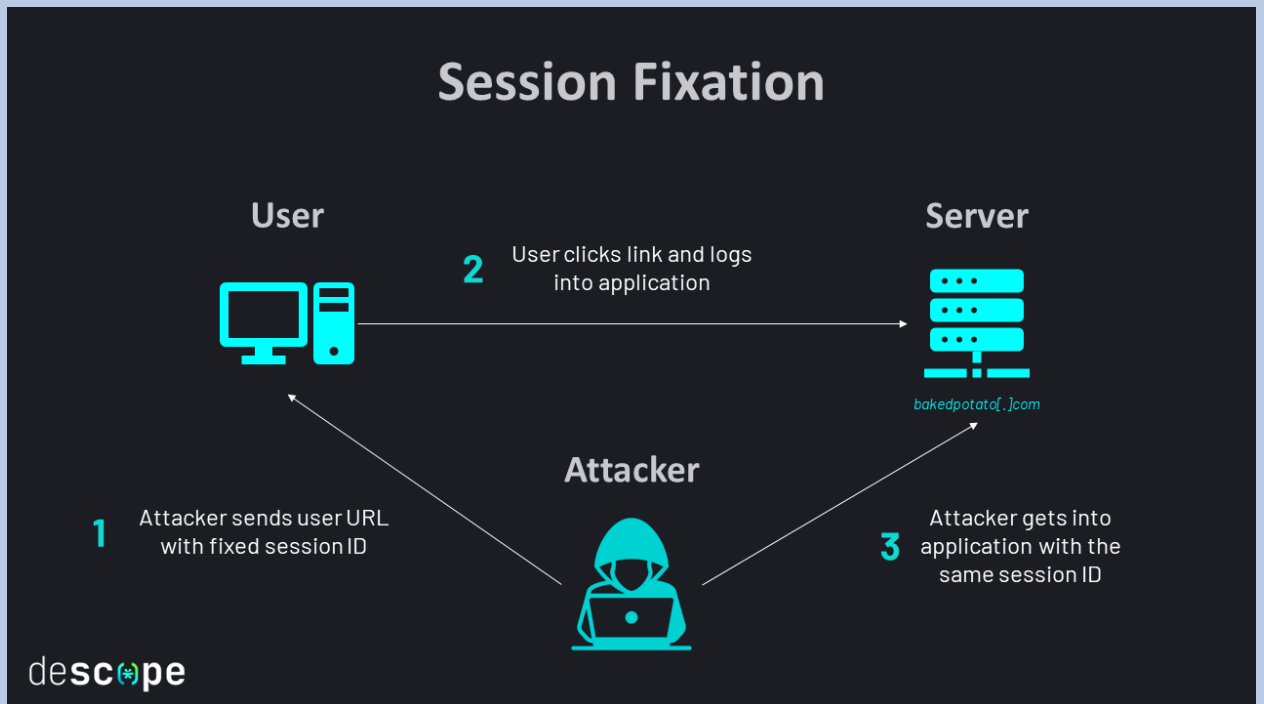 Session Fixation
User
Server
2
User clicks link and logs
into application
bakedpotato[.]com
Attacker
1
Attacker sends user URL
with fixed session ID
3
Attacker gets into
application with the
same session ID
descope